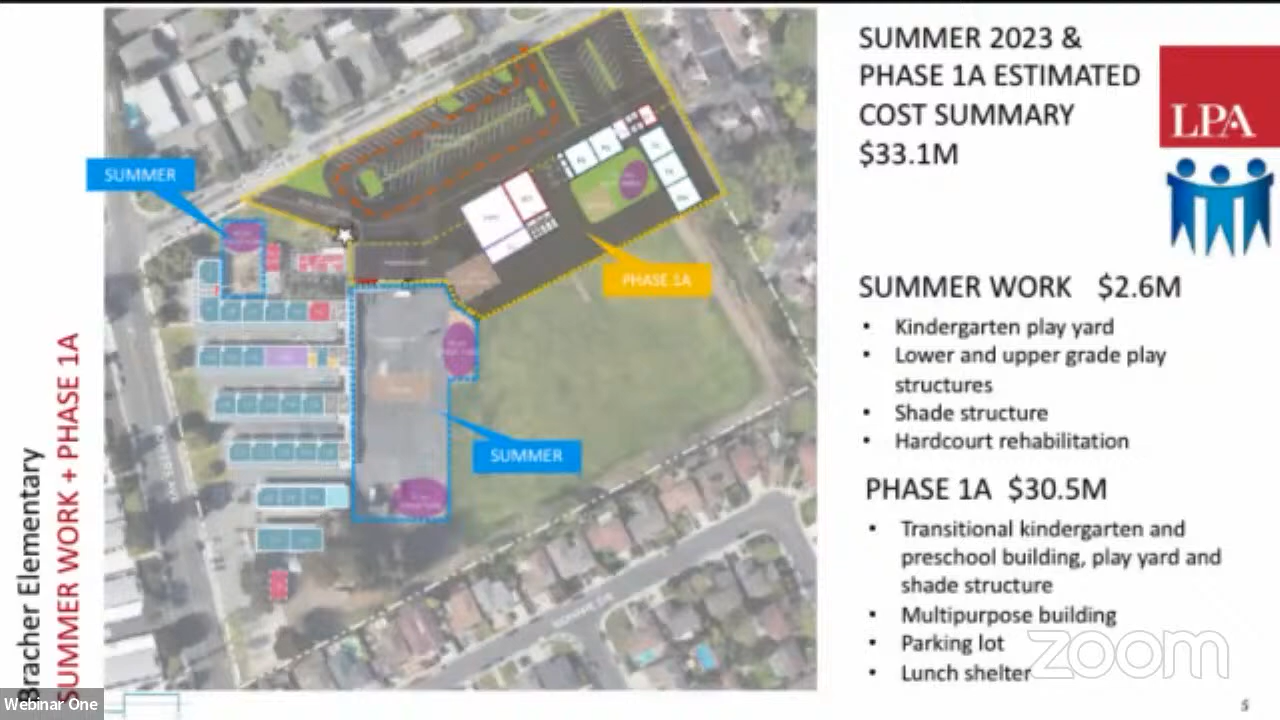 SUMMER 2023 &
PHASE 1A ESTIMATED
COST SUMMARY
$33.1M
LPA
SUMMER
PHASE 1A
SUMMER
SUMMER WORK $2.6M
• Kindergarten play yard
• Lower and upper grade play
structures
• Shade structure
• Hardcourt rehabilitation
PHASE 1A $30.5M
• Transitional kindergarten and
preschool building, play yard and
shade structure
• Multipurpose building
• Parking lot
• Lunch shelter
Bracher Elementary
SUMMER WORK + PHASE 1A
zoom
Webinar One
5